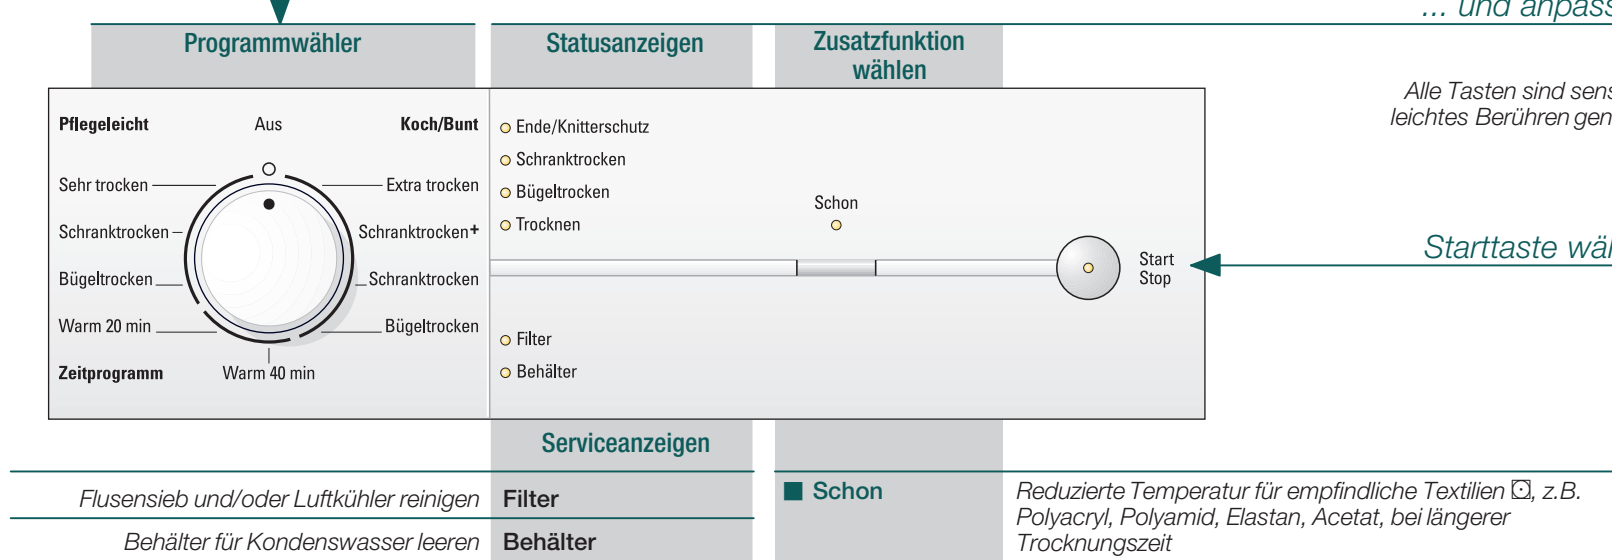 ... und anpass
Programmwähler
Statusanzeigen
Zusatzfunktion
wählen
Alle Tasten sind sens
leichtes Berühren gen
Pflegeleicht
Aus
Koch/Bunt
Sehr trocken
Extra trocken
Schranktrocken
Schranktrocken+
Bügeltrocken
Schranktrocken
Warm 20 min
Bügeltrocken
Zeitprogramm
Warm 40 min
Ende/Knitterschutz
Schranktrocken
Bügeltrocken
Trocknen
Schon
Start
Stop
Starttaste wäh
Filter
Behälter
Serviceanzeigen
Flusensieb und/oder Luftkühler reinigen Filter
Behälter für Kondenswasser leeren Behälter
Schon
Reduzierte Temperatur für empfindliche Textilien, z.B.
Polyacryl, Polyamid, Elastan, Acetat, bei längerer
Trocknungszeit